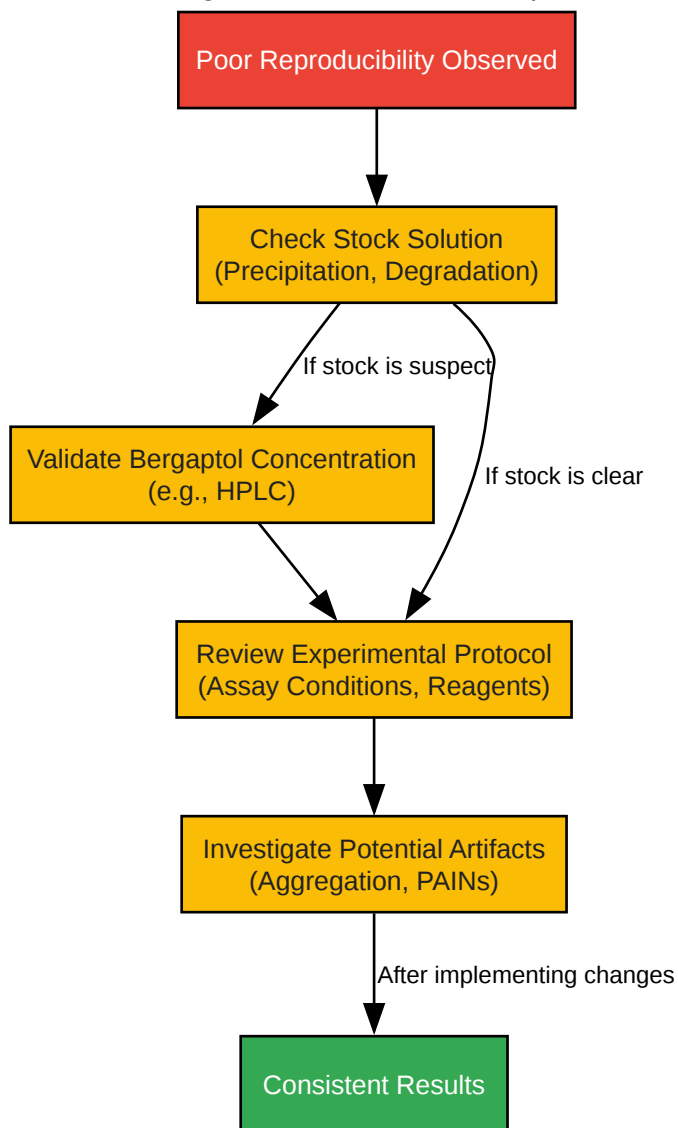 Poor Reproducibility Observed
Check Stock Solution
(Precipitation, Degradation)
If stock is suspect
Validate Bergaptol Concentration
(e.g., HPLC)
If stock is clear
Review Experimental Protocol
(Assay Conditions, Reagents)
Investigate Potential Artifacts
(Aggregation, PAINs)
After implementing changes
Consistent Results